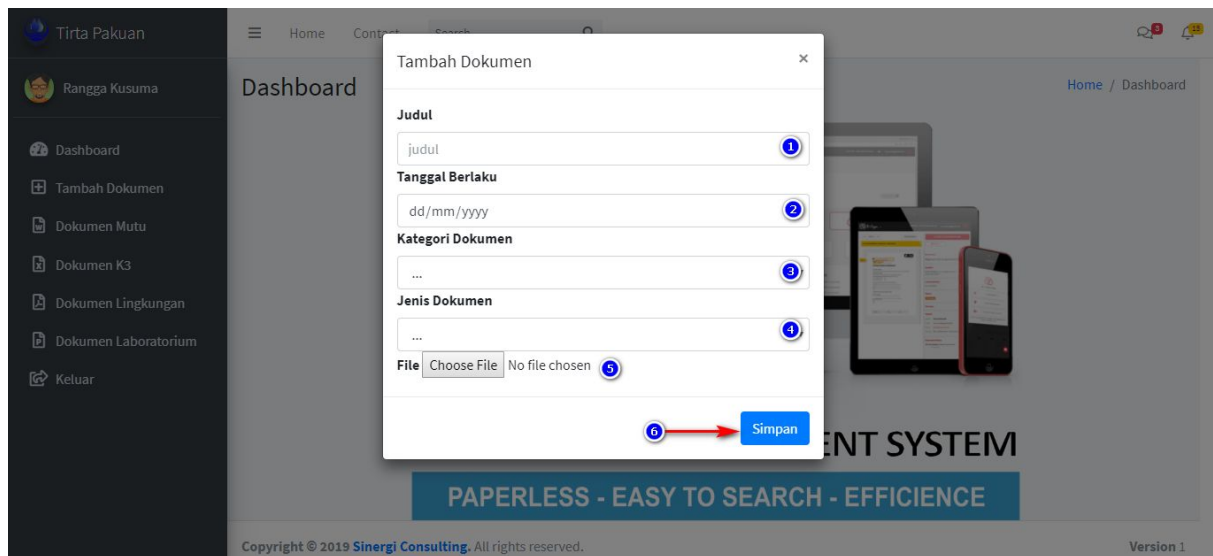 Tirta Pakuan
Home
Search
3
15
Rangga Kusuma
Dashboard
Home / Dashboard
Dashboard
Tambah Dokumen
Dokumen Mutu
Dokumen K3
Dokumen Lingkungan
Dokumen Laboratorium
Keluar
Tambah Dokumen ×
Judul
judul 1
Tanggal Berlaku
dd/mm/yyyy 2
Kategori Dokumen
... 3
Jenis Dokumen
... 4
File Choose File No file chosen 5
6 Simpan
ENT SYSTEM
PAPERLESS - EASY TO SEARCH - EFFICIENCE
Copyright © 2019 Sinergi Consulting. All rights reserved.
Version 1